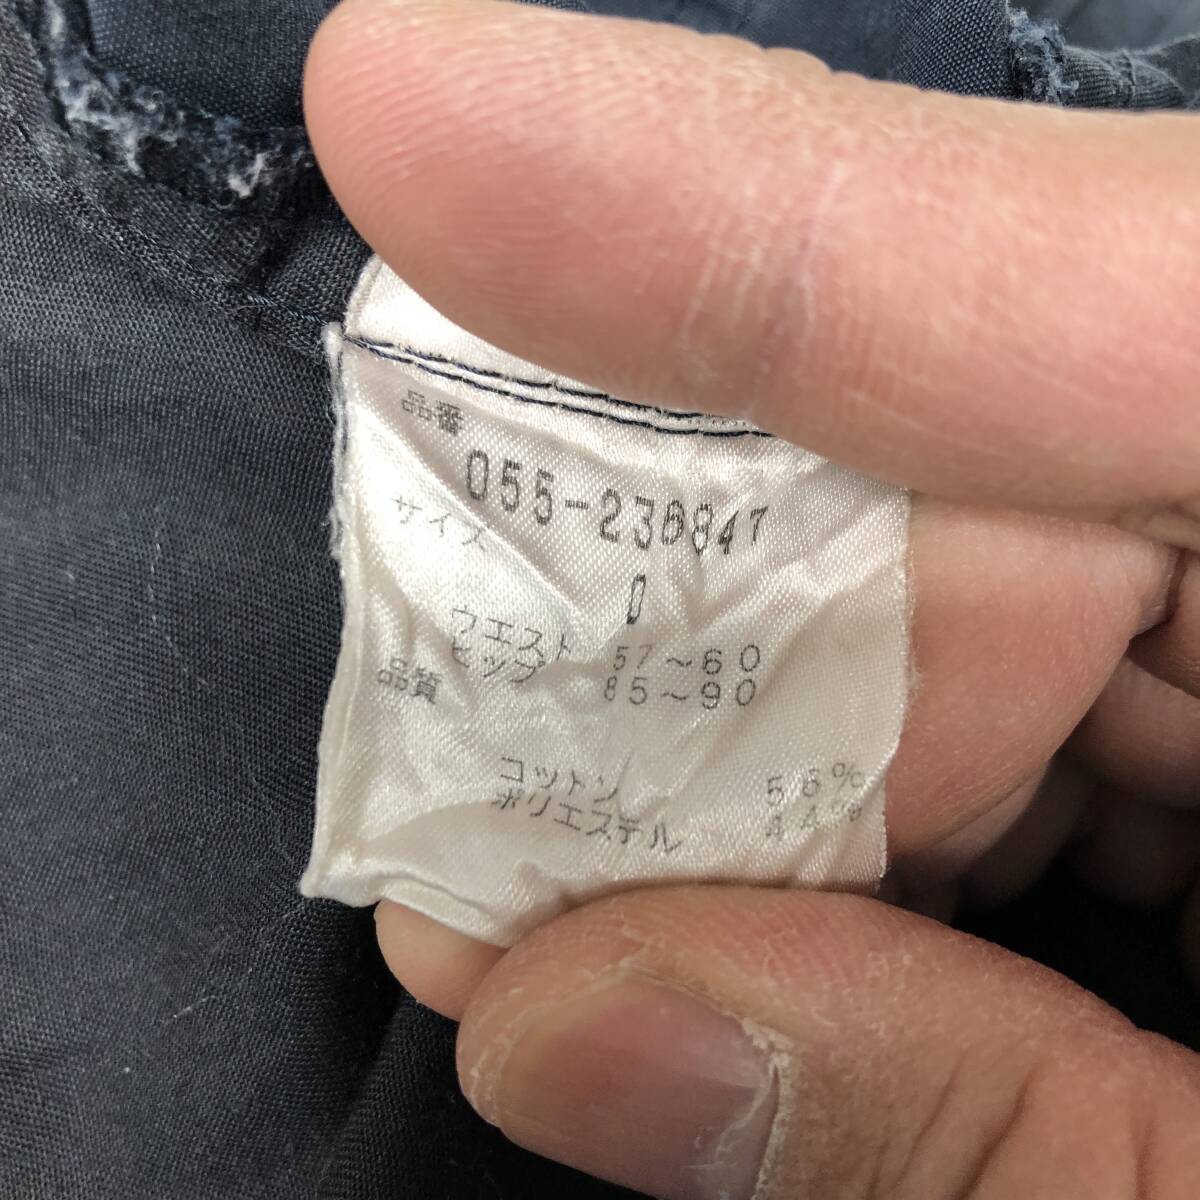 品番
055-236847
サイズ
0
ウエスト 57～60
ヒップ 85～90
品質
コットン 56%
ポリエステル 44%